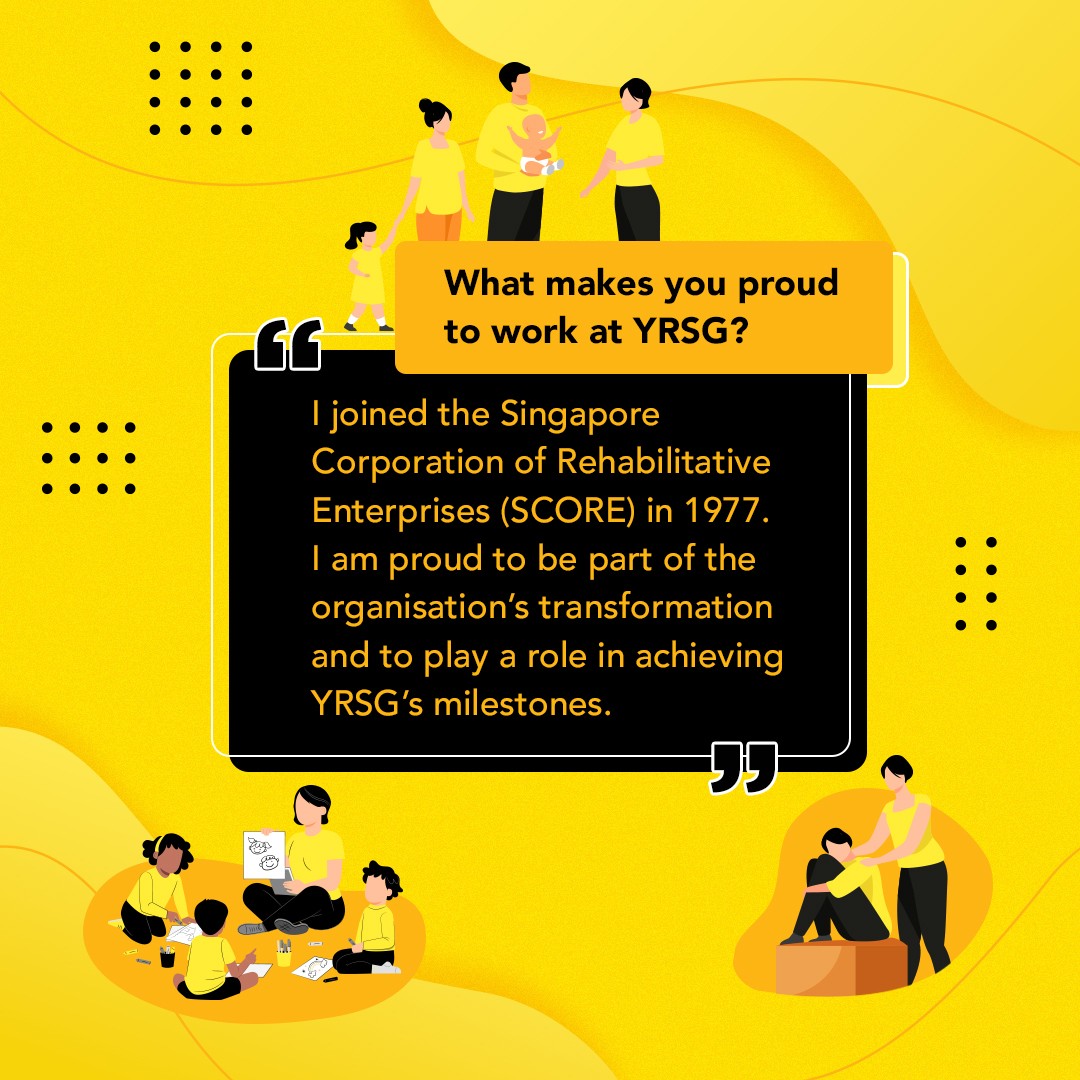 What makes you proud
to work at YRSG?
I joined the Singapore
Corporation of Rehabilitative
Enterprises (SCORE) in 1977.
I am proud to be part of the
organisation’s transformation
and to play a role in achieving
YRSG’s milestones.